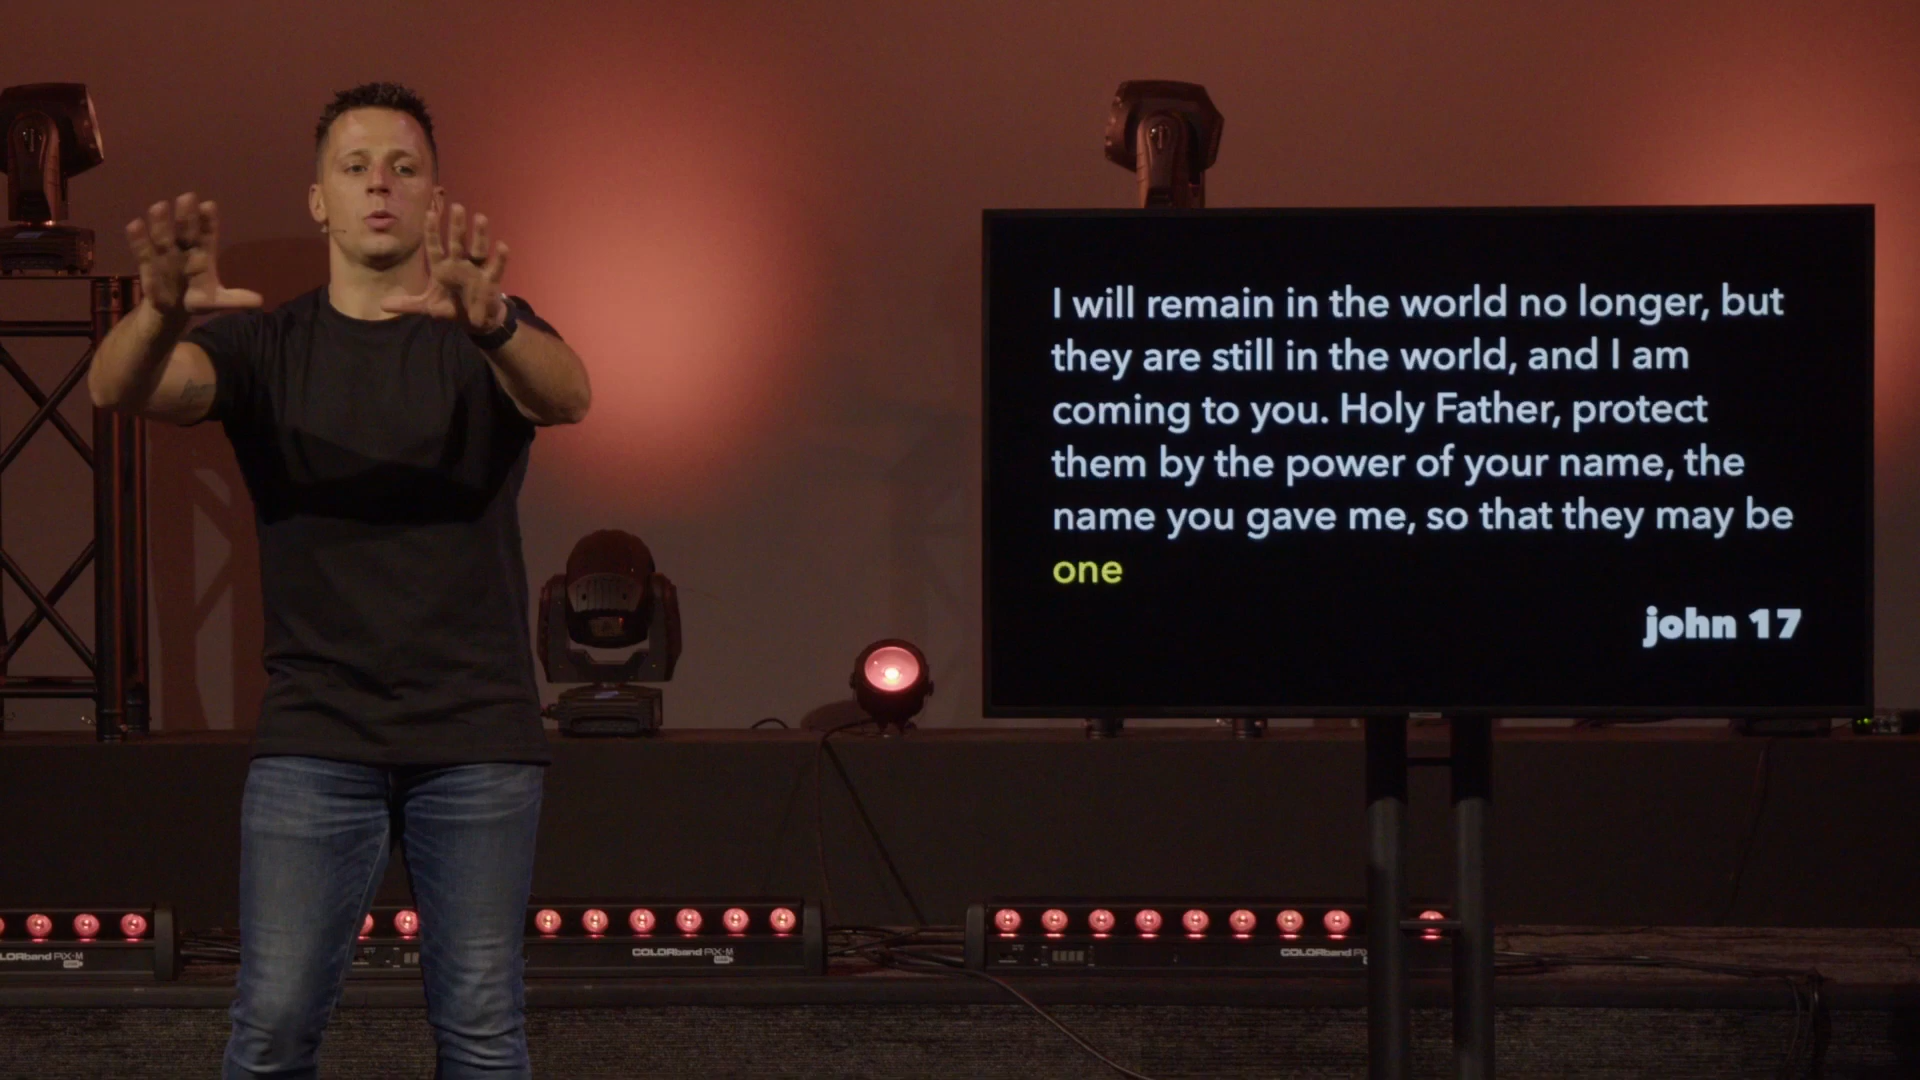 I will remain in the world no longer, but
they are still in the world, and I am
coming to you. Holy Father, protect
them by the power of your name, the
name you gave me, so that they may be
one
john 17
COLORband PiX-M
COLORband